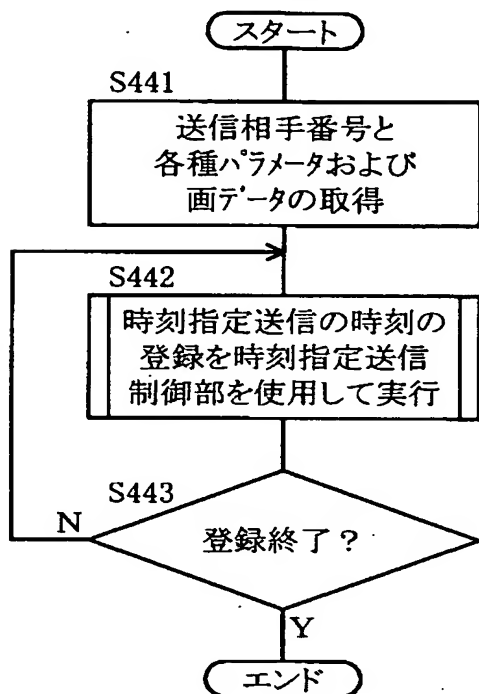 スタート
S441
送信相手番号と
各種パラメータおよび
画データの取得
S442
時刻指定送信の時刻の
登録を時刻指定送信
制御部を使用して実行
S443
N
登録終了？
Y
エンド